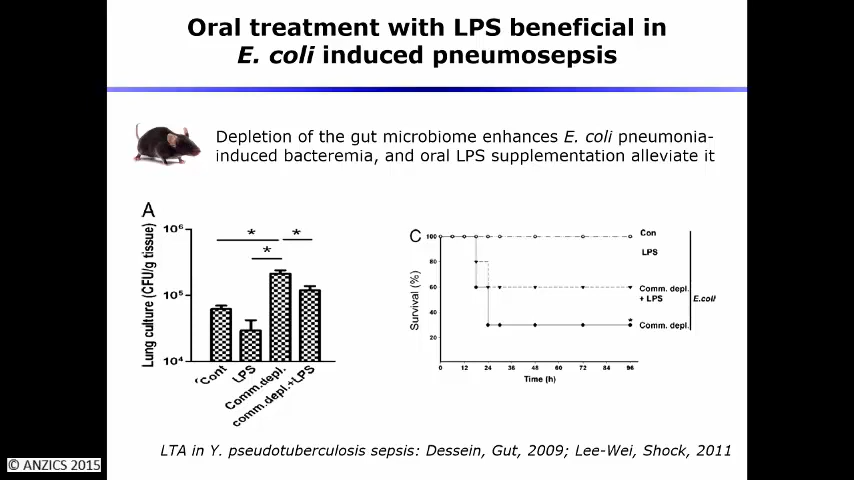 Oral treatment with LPS beneficial in
E. coli induced pneumosepsis
Depletion of the gut microbiome enhances E. coli pneumonia-
induced bacteremia, and oral LPS supplementation alleviate it
A
Lung culture (CFU/g tissue)
10⁶
10⁵
10⁴
* * *
Cont
LPS
Comm.depl.
comm.depl.+LPS
C
Survival (%)
100
80
60
40
20
0 12 24 36 48 60 72 84 96
Time (h)
Con
LPS
Comm. depl.
+ LPS
*
Comm. depl.
E.coli
LTA in Y. pseudotuberculosis sepsis: Dessein, Gut, 2009; Lee-Wei, Shock, 2011
© ANZICS 2015